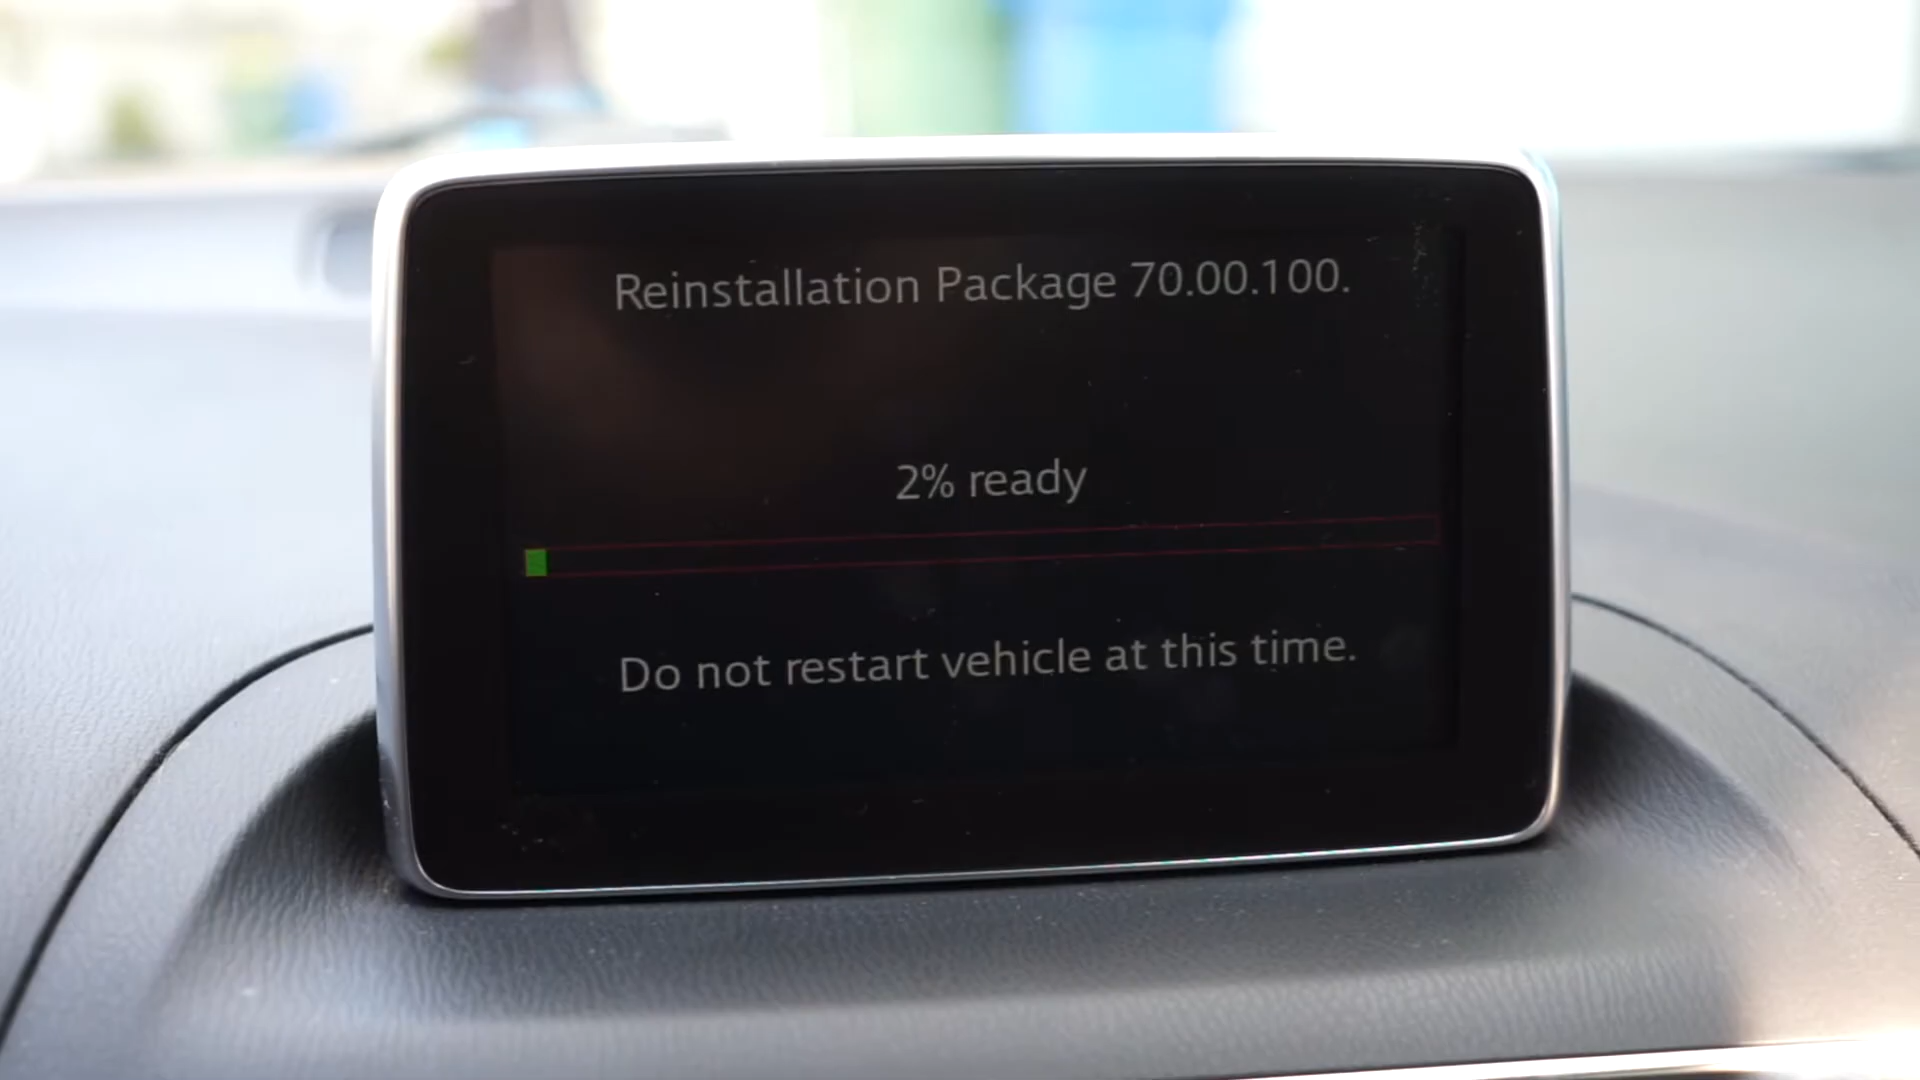 Reinstallation Package 70.00.100.
2% ready
Do not restart vehicle at this time.